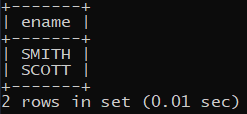 +-------+
| ename |
+-------+
| SMITH |
| SCOTT |
+-------+
2 rows in set (0.01 sec)